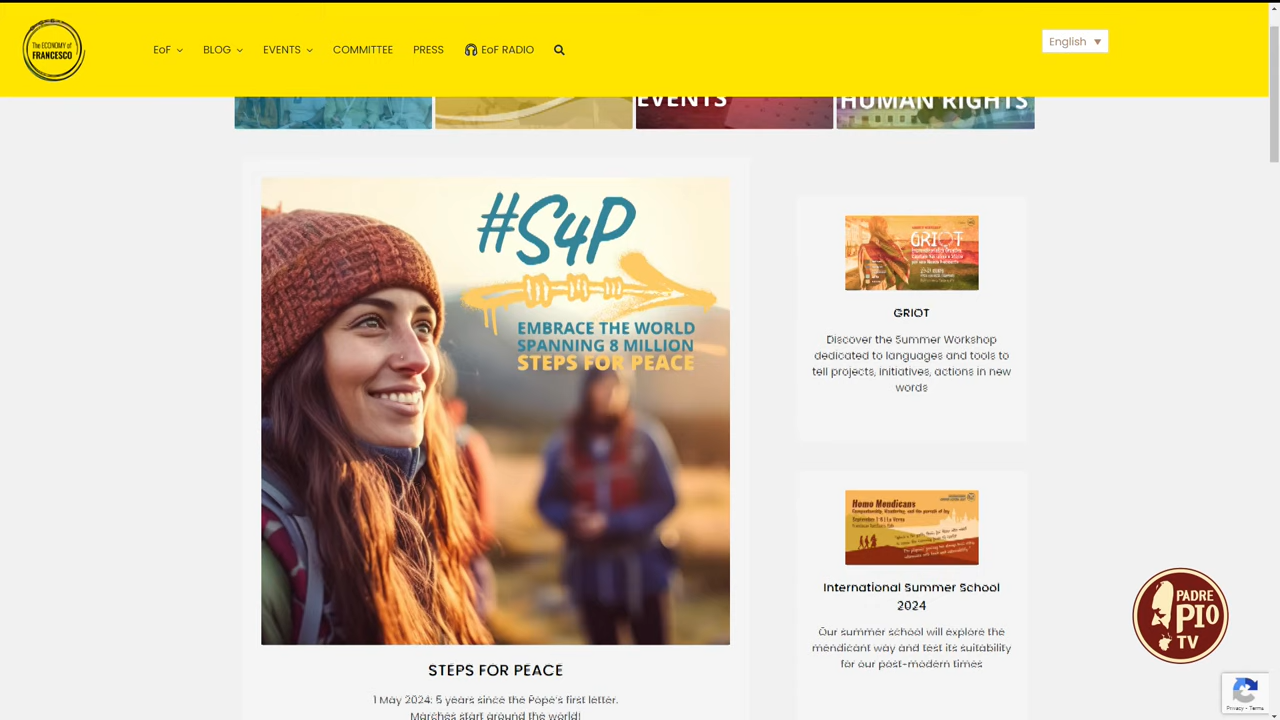 The ECONOMY of
FRANCESCO
EoF
BLOG
EVENTS
COMMITTEE
PRESS
EoF RADIO
English
EVENTS
HUMAN RIGHTS
#S4P
EMBRACE THE WORLD
SPANNING 8 MILLION
STEPS FOR PEACE
STEPS FOR PEACE
1 May 2024: 5 years since the Pope's first letter.
Marches start around the world!
GRIOT
GRIOT
Discover the Summer Workshop
dedicated to languages and tools to
tell projects, initiatives, actions in new
words
Homo Mendicans
International Summer School
2024
Our summer school will explore the
mendicant way and test its suitability
for our post-modern times
PADRE
PIO
TV
Privacy - Terms